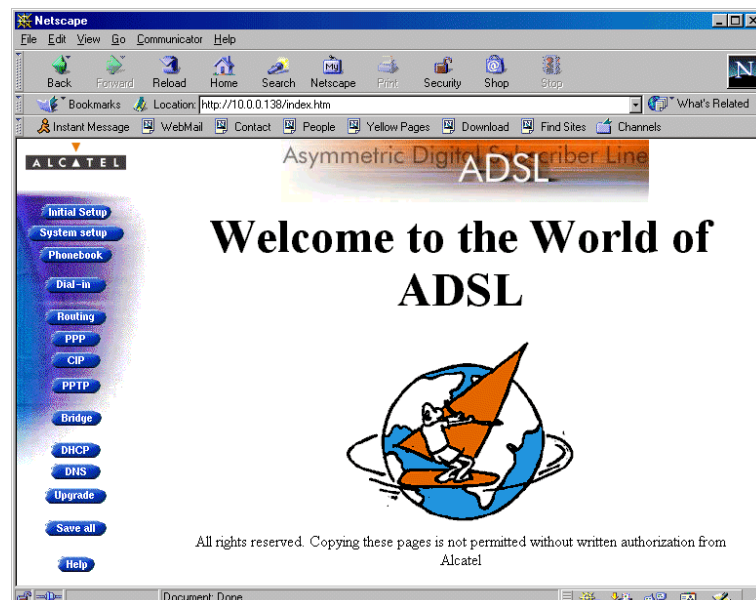 Netscape
File Edit View Go Communicator Help
Back Forward Reload Home Search Netscape Print Security Shop Stop
Bookmarks Location: http://10.0.0.138/index.htm What's Related
Instant Message WebMail Contact People Yellow Pages Download Find Sites Channels
ALCATEL
Asymmetric Digital Subscriber Line
ADSL
Initial Setup
System setup
Phonebook
Dial-in
Routing
PPP
CIP
PPTP
Bridge
DHCP
DNS
Upgrade
Save all
Help
Welcome to the World of
ADSL
All rights reserved. Copying these pages is not permitted without written authorization from
Alcatel
Document: Done